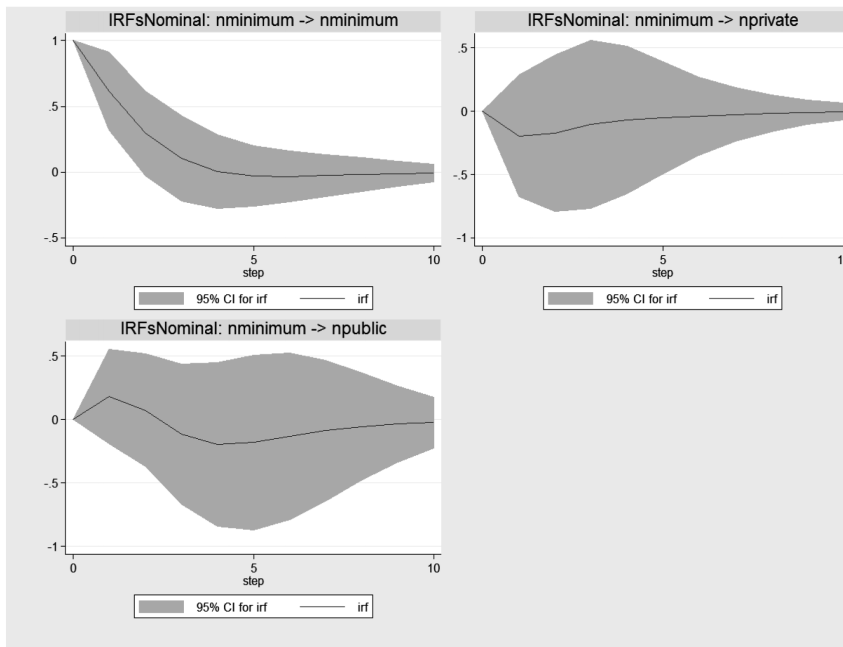 IRFsNominal: nminimum -> nminimum
1
.5
0
-.5
0
5
10
step
95% CI for irf
irf
IRFsNominal: nminimum -> nprivate
.5
0
-.5
-1
0
5
step
95% CI for irf
irf
IRFsNominal: nminimum -> npublic
.5
0
-.5
-1
0
5
10
step
95% CI for irf
irf